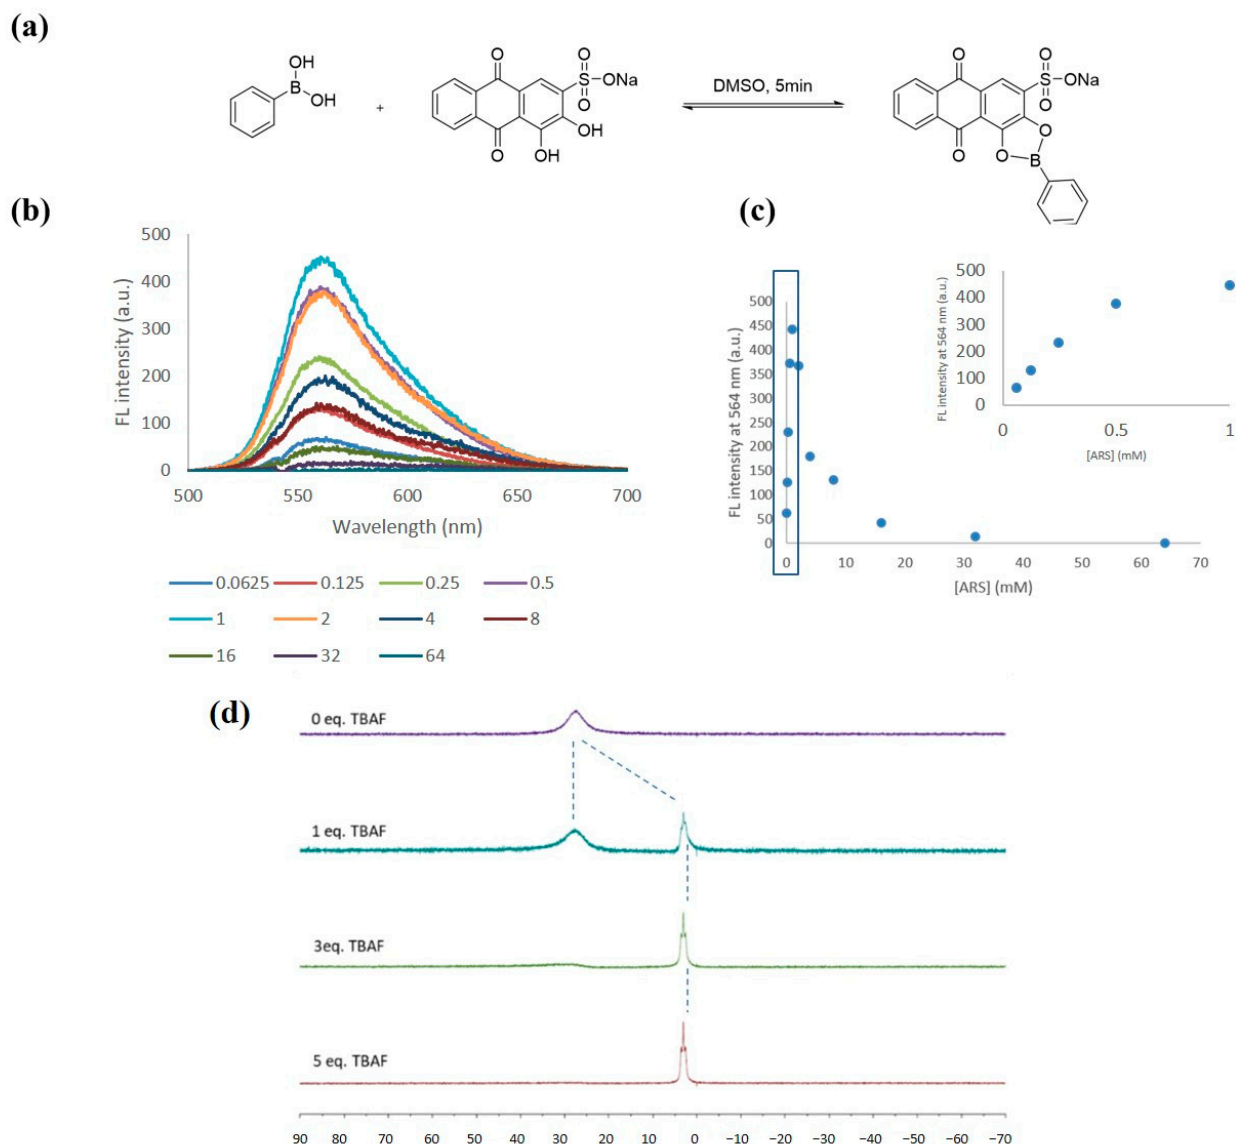 (a)
OH
B
OH
+
O
O
S
ONa
O
OH
O
OH
DMSO, 5min
O
O
S
ONa
O
O
O
O
B
(b)
FL intensity (a.u.)
500
400
300
200
100
0
500 550 600 650 700
Wavelength (nm)
0.0625 0.125 0.25 0.5
1 2 4 8
16 32 64
(c)
FL intensity at 564 nm (a.u.)
500
450
400
350
300
250
200
150
100
50
0
0 10 20 30 40 50 60 70
[ARS] (mM)
FL intensity at 564 nm (a.u.)
500
400
300
200
100
0
0 0.5 1
[ARS] (mM)
(d)
0 eq. TBAF
1 eq. TBAF
3eq. TBAF
5 eq. TBAF
90 80 70 60 50 40 30 20 10 0 −10 −20 −30 −40 −50 −60 −70